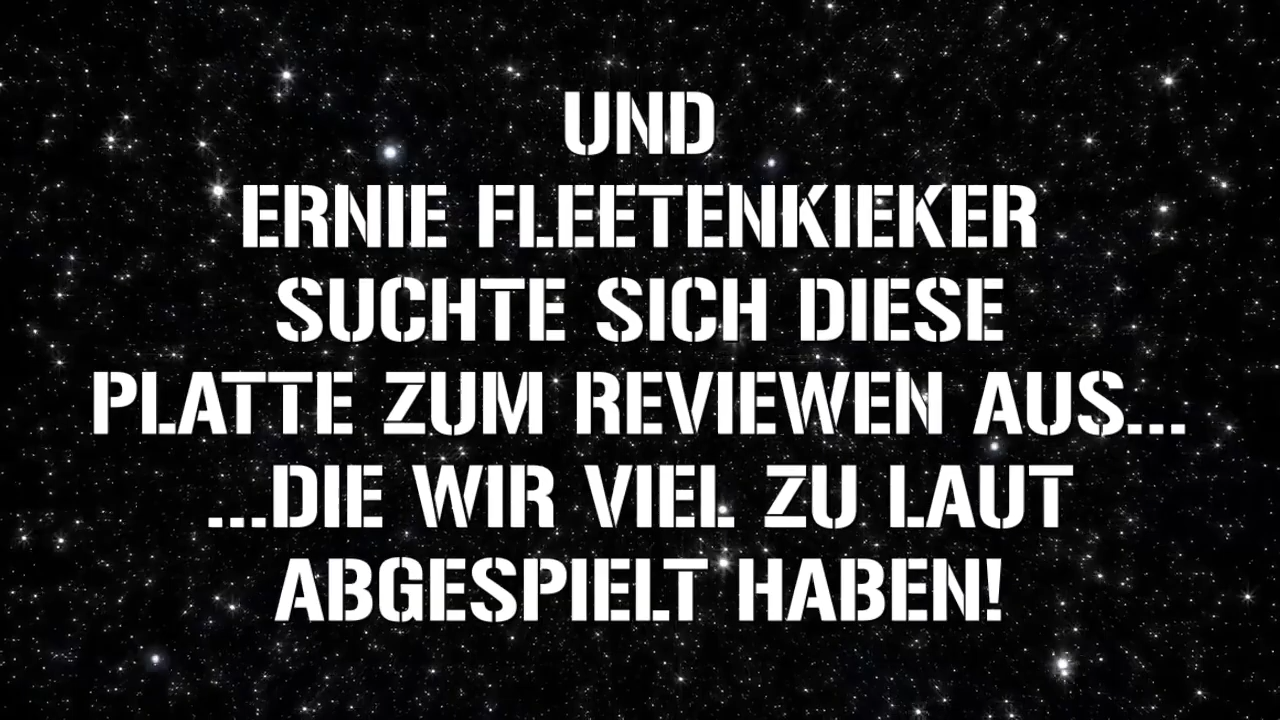 UND
ERNIE FLEETENKIEKER
SUCHTE SICH DIESE
PLATTE ZUM REVIEWEN AUS...
...DIE WIR VIEL ZU LAUT
ABGESPIELT HABEN!